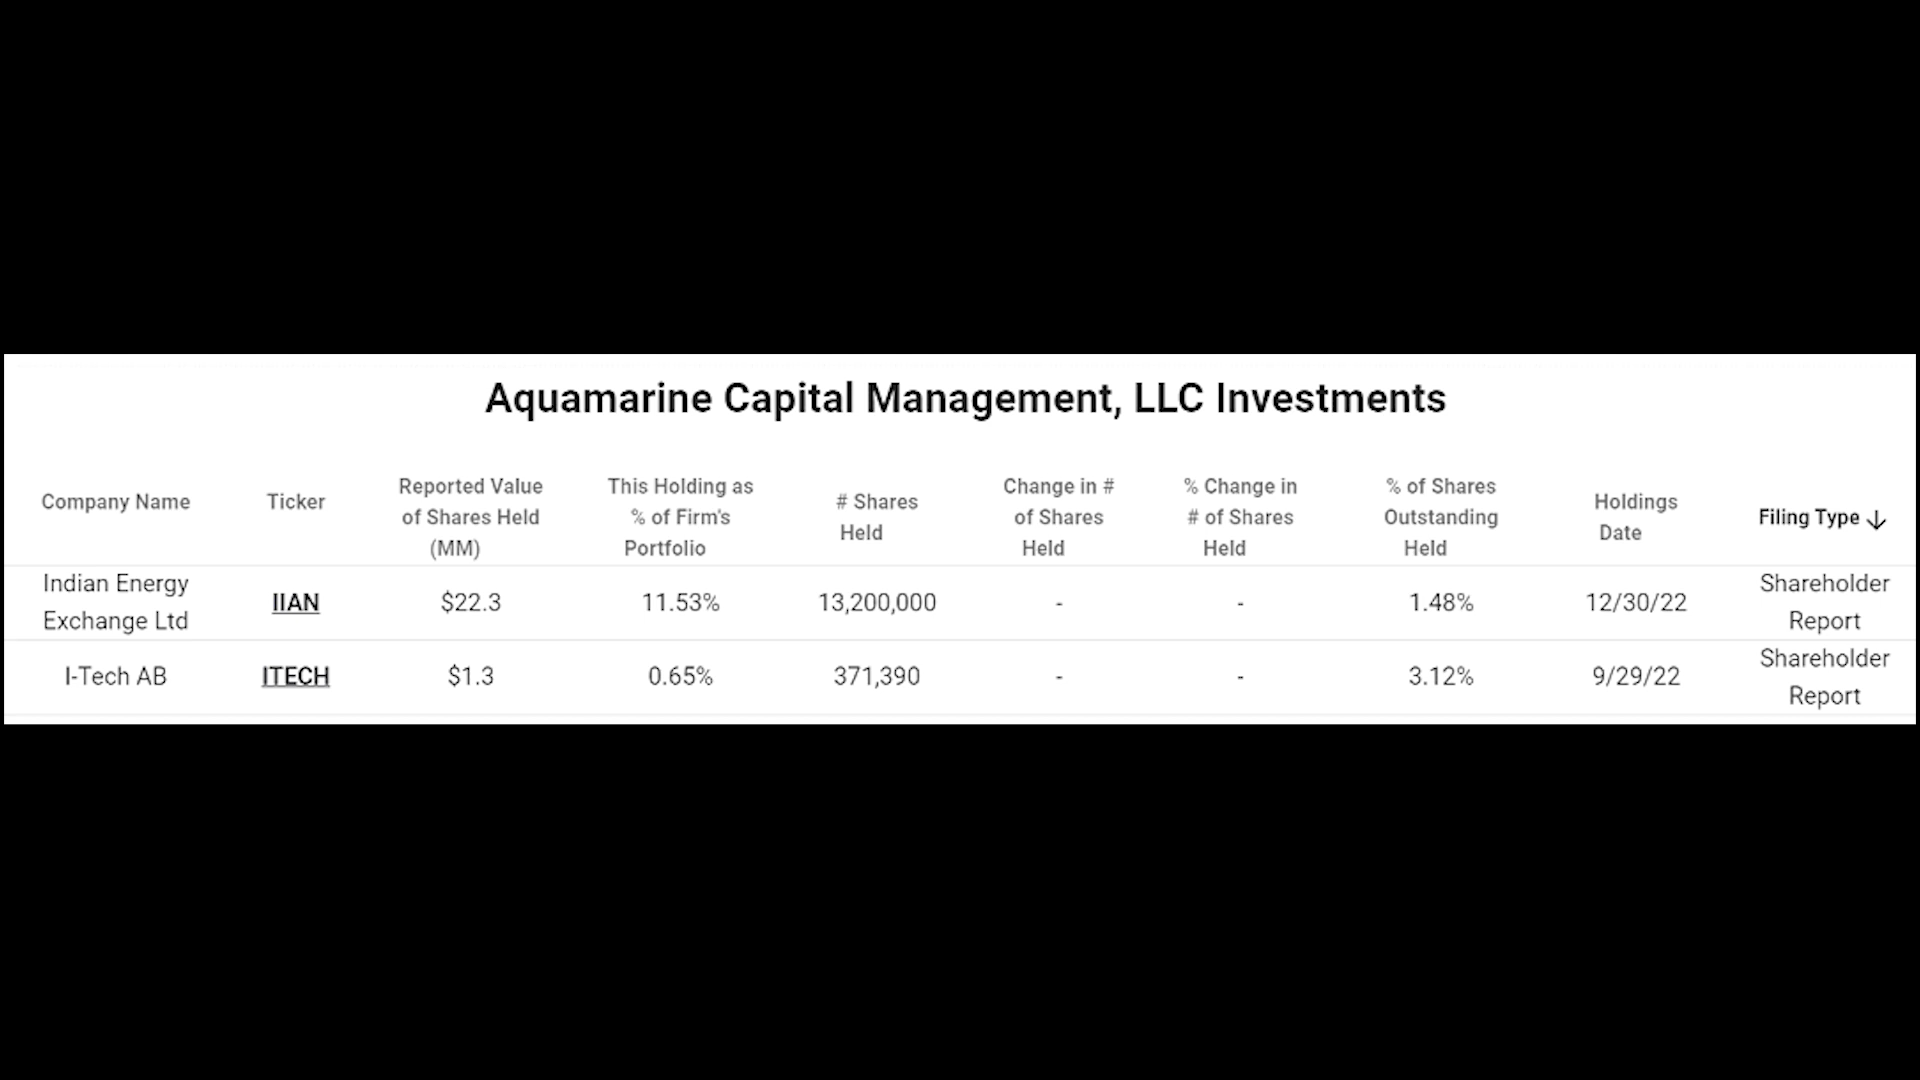 Aquamarine Capital Management, LLC Investments
Company Name Ticker Reported Value of Shares Held (MM) This Holding as % of Firm's Portfolio # Shares Held Change in # of Shares Held % Change in # of Shares Held % of Shares Outstanding Held Holdings Date Filing Type ↓
Indian Energy Exchange Ltd IIAN $22.3 11.53% 13,200,000 - - 1.48% 12/30/22 Shareholder Report
I-Tech AB ITECH $1.3 0.65% 371,390 - - 3.12% 9/29/22 Shareholder Report